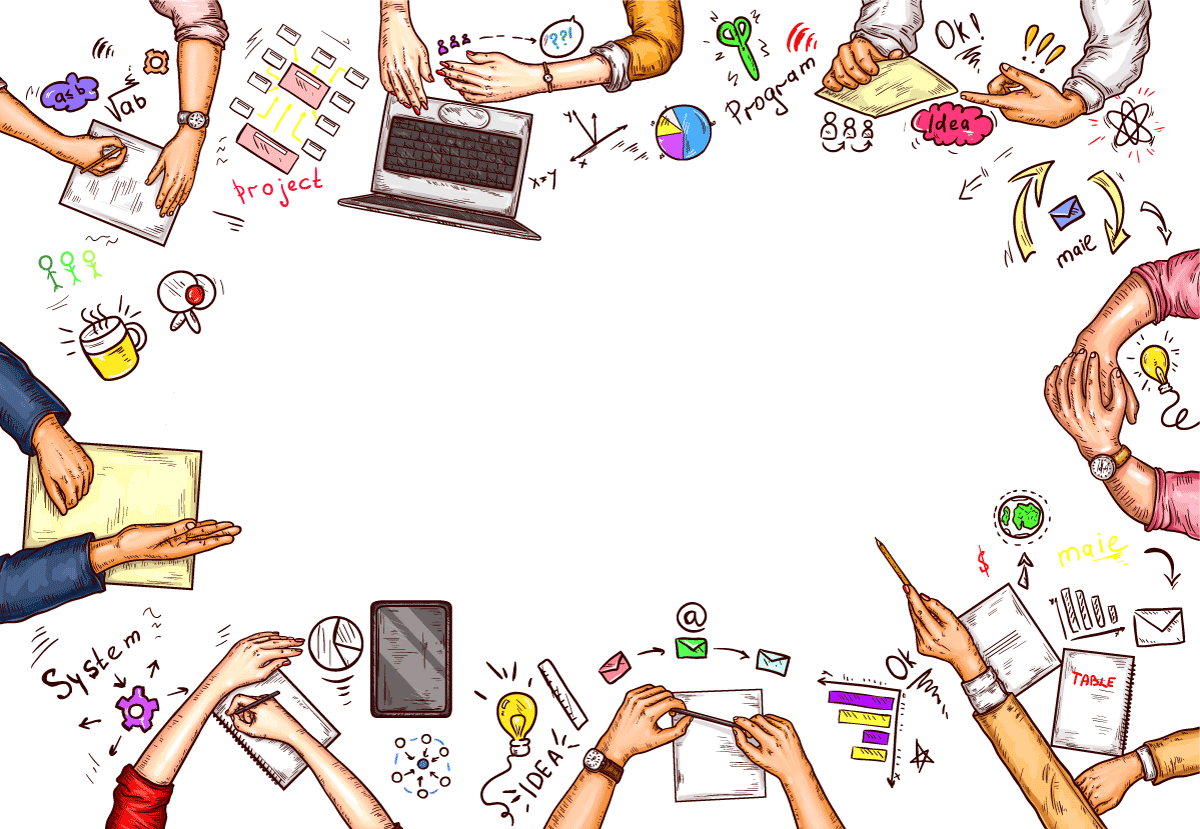 a≤b
√ab
project
???
y
x
x>y
Program
OK!
!!!
Idea
maie
$
maie
y
x
TABLE
System
IDEA
@
Ok
x